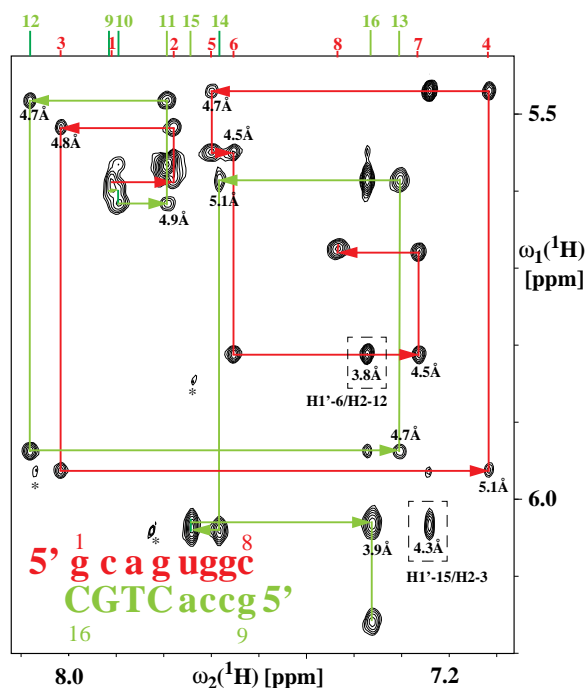 12 9 10 11 15 14 16 13
3 1 2 5 6 8 7 4
4.7Å
4.7Å
4.8Å
4.5Å
5.5
4.9Å
5.1Å
ω1(¹H)
[ppm]
3.8Å 4.5Å
H1'-6/H2-12
*
4.7Å
*
5.1Å
6.0
*
3.9Å 4.3Å
H1'-15/H2-3
1 8
5’ g c a g u g g c
C G T C a c c g 5’
16 9
8.0 ω2(¹H) [ppm] 7.2